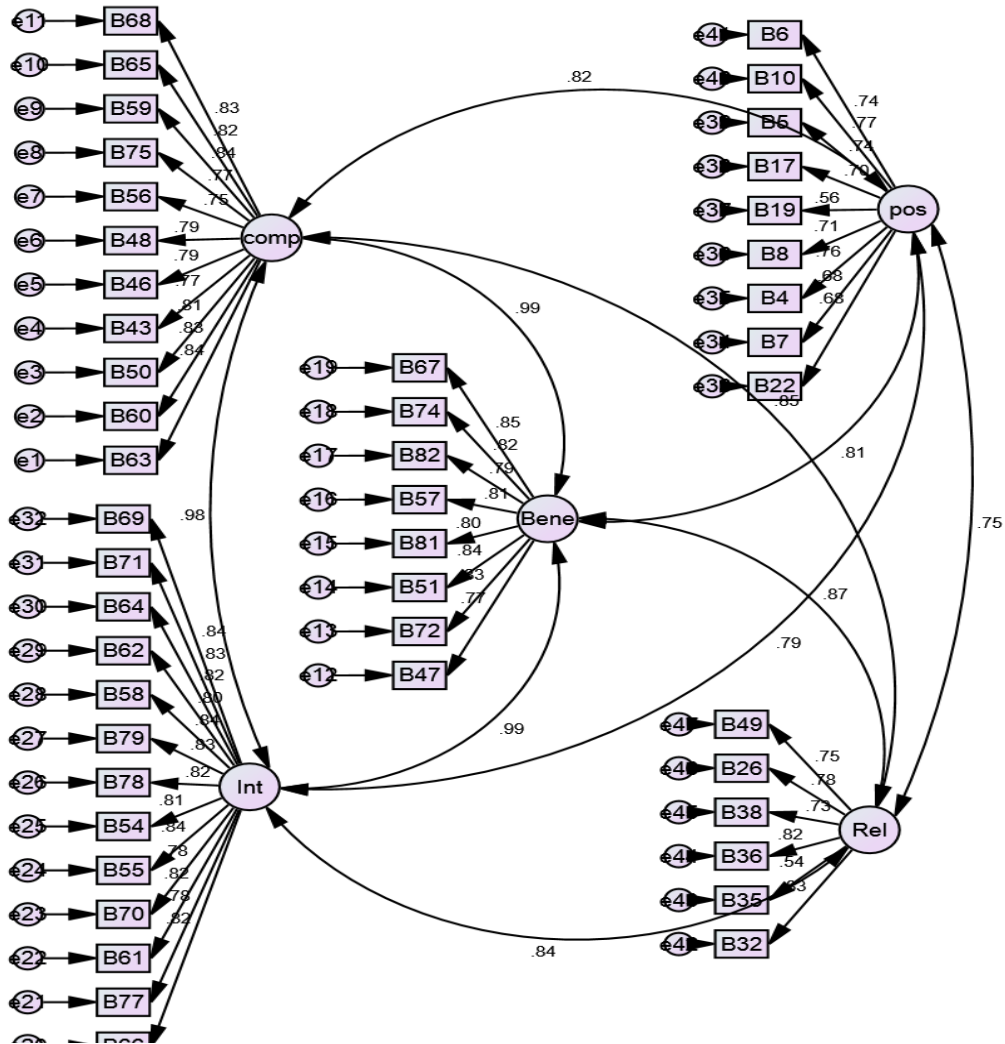 e11 B68
e10 B65
e9 B59
e8 B75
e7 B56
e6 B48
e5 B46
e4 B43
e3 B50
e2 B60
e1 B63
.83
.82
.84
.77
.75
.79
.79
.77
.81
.83
.84
comp
e32 B69
e31 B71
e30 B64
e29 B62
e28 B58
e27 B79
e26 B78
e25 B54
e24 B55
e23 B70
e22 B61
e21 B77
.84
.83
.82
.80
.84
.83
.82
.81
.84
.78
.82
.78
.82
Int
e19 B67
e18 B74
e17 B82
e16 B57
e15 B81
e14 B51
e13 B72
e12 B47
.85
.82
.79
.81
.80
.84
.83
.77
Bene
B6
B10
B5
B17
B19
B8
B4
B7
B22
.74
.77
.74
.70
.56
.71
.76
.68
.68
pos
B49
B26
B38
B36
B35
B32
.75
.78
.73
.82
.54
.83
Rel
.82
.99
.98
.85
.81
.75
.87
.79
.99
.84